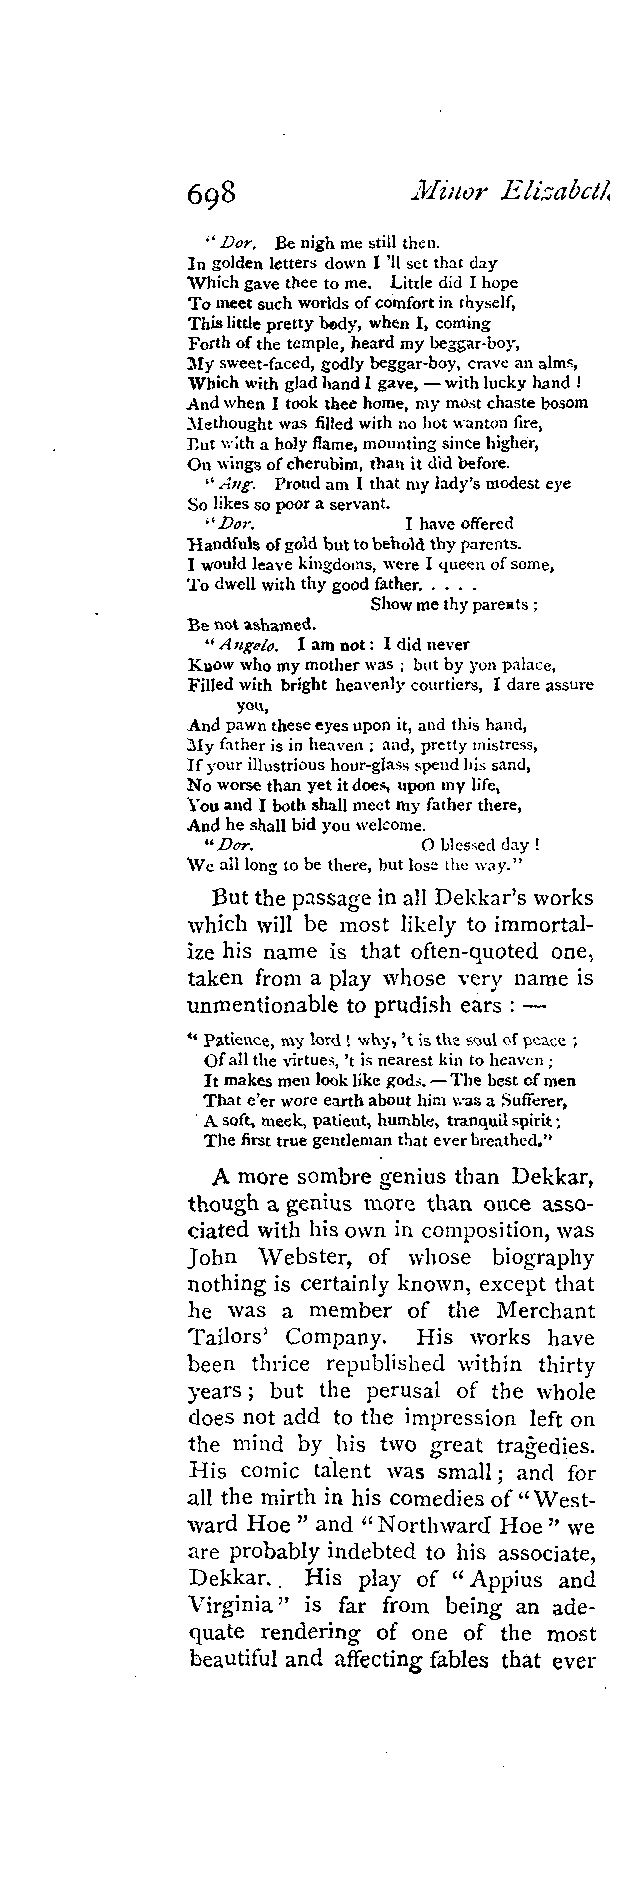 698 Minor Elizabeth
"Dor. Be nigh me still then.
In golden letters down I 'll set that day
Which gave thee to me. Little did I hope
To meet such worlds of comfort in thyself,
This little pretty body, when I, coming
Forth of the temple, heard my beggar-boy,
My sweet-faced, godly beggar-boy, crave an alms,
Which with glad hand I gave, — with lucky hand !
And when I took thee home, my most chaste bosom
Methought was filled with no hot wanton fire,
But with a holy flame, mounting since higher,
On wings of cherubim, than it did before.
"Ang. Proud am I that my lady's modest eye
So likes so poor a servant.
"Dor. I have offered
Handfuls of gold but to behold thy parents.
I would leave kingdoms, were I queen of some,
To dwell with thy good father. . . . . .
Show me thy parents ;
Be not ashamed.
"Angelo. I am not : I did never
Know who my mother was ; but by yon palace,
Filled with bright heavenly courtiers, I dare assure
you,
And pawn these eyes upon it, and this hand,
My father is in heaven ; and, pretty mistress,
If your illustrious hour-glass spend his sand,
No worse than yet it does, upon my life,
You and I both shall meet my father there,
And he shall bid you welcome.
"Dor. O blessed day !
We all long to be there, but lose the way."
But the passage in all Dekkar's works
which will be most likely to immortal-
ize his name is that often-quoted one,
taken from a play whose very name is
unmentionable to prudish ears : —
" Patience, my lord ! why, 't is the soul of peace ;
Of all the virtues, 't is nearest kin to heaven ;
It makes men look like gods. — The best of men
That e'er wore earth about him was a Sufferer,
A soft, meek, patient, humble, tranquil spirit ;
The first true gentleman that ever breathed."
A more sombre genius than Dekkar,
though a genius more than once asso-
ciated with his own in composition, was
John Webster, of whose biography
nothing is certainly known, except that
he was a member of the Merchant
Tailors' Company. His works have
been thrice republished within thirty
years ; but the perusal of the whole
does not add to the impression left on
the mind by his two great tragedies.
His comic talent was small ; and for
all the mirth in his comedies of "West-
ward Hoe" and "Northward Hoe" we
are probably indebted to his associate,
Dekkar. His play of "Appius and
Virginia" is far from being an ade-
quate rendering of one of the most
beautiful and affecting fables that ever